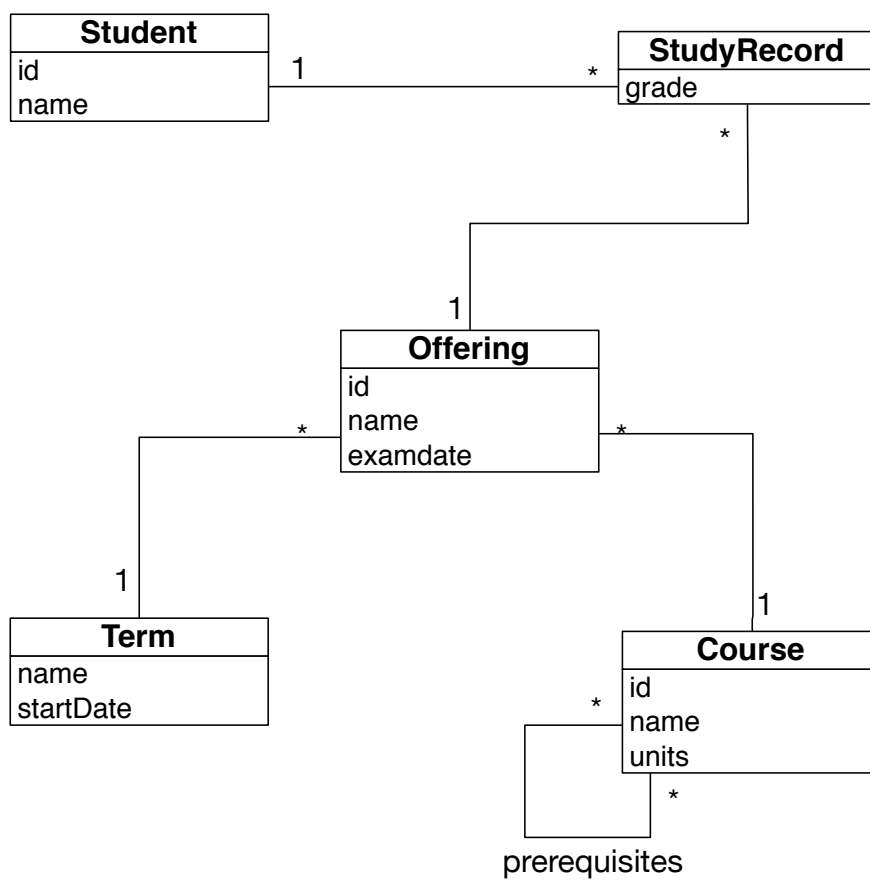 Student
id
name
1
*
StudyRecord
grade
*
1
Offering
id
name
examdate
*
*
1
Term
name
startDate
1
Course
id
name
units
*
*
prerequisites